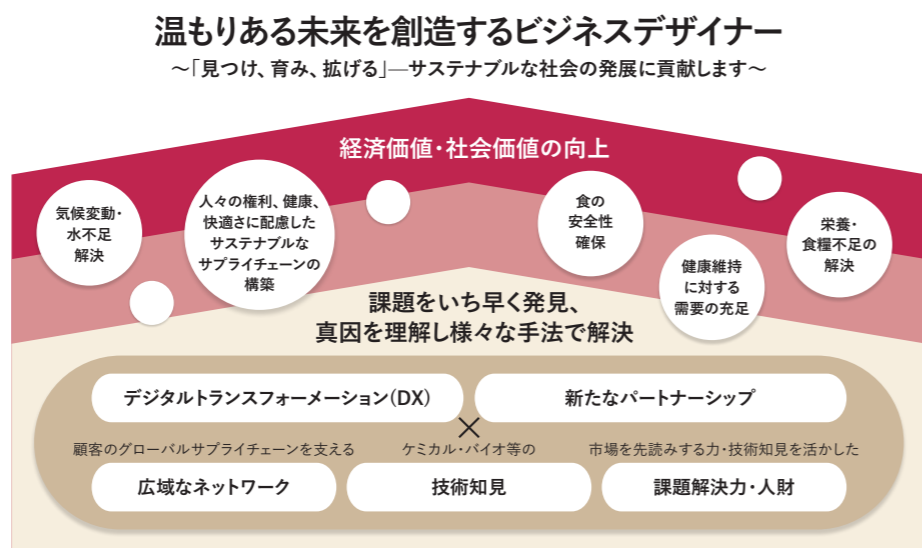 温もりある未来を創造するビジネスデザイナー
～「見つけ、育み、拡げる」―サステナブルな社会の発展に貢献します～
経済価値・社会価値の向上
気候変動・
水不足
解決
人々の権利、健康、
快適さに配慮した
サステナブルな
サプライチェーンの
構築
食の
安全性
確保
健康維持
に対する
需要の充足
栄養・
食糧不足の
解決
課題をいち早く発見、
真因を理解し様々な手法で解決
デジタルトランスフォーメーション(DX)
新たなパートナーシップ
×
顧客のグローバルサプライチェーンを支える
広域なネットワーク
ケミカル・バイオ等の
技術知見
市場を先読みする力・技術知見を活かした
課題解決力・人財